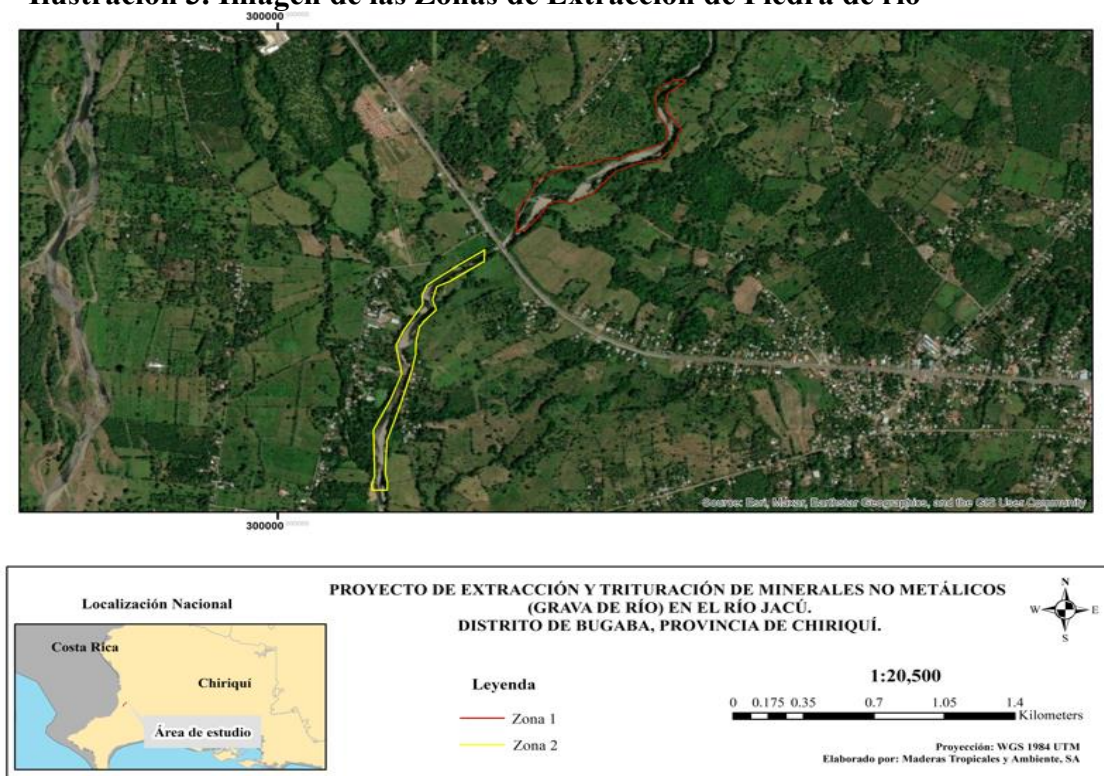 Ilustración 3. Imagen de las Zonas de Extracción de Piedra de río
300000
Source: Esri, Maxar, Earthstar Geographics, and the GIS User Community
300000
Localización Nacional
Costa Rica
Chiriquí
Área de estudio
PROYECTO DE EXTRACCIÓN Y TRITURACIÓN DE MINERALES NO METÁLICOS
(GRAVA DE RÍO) EN EL RÍO JACÚ.
DISTRITO DE BUGABA, PROVINCIA DE CHIRIQUÍ.
N
W E
S
Leyenda
Zona 1
Zona 2
1:20,500
0 0.175 0.35 0.7 1.05 1.4
Kilometers
Proyección: WGS 1984 UTM
Elaborado por: Maderas Tropicales y Ambiente, SA